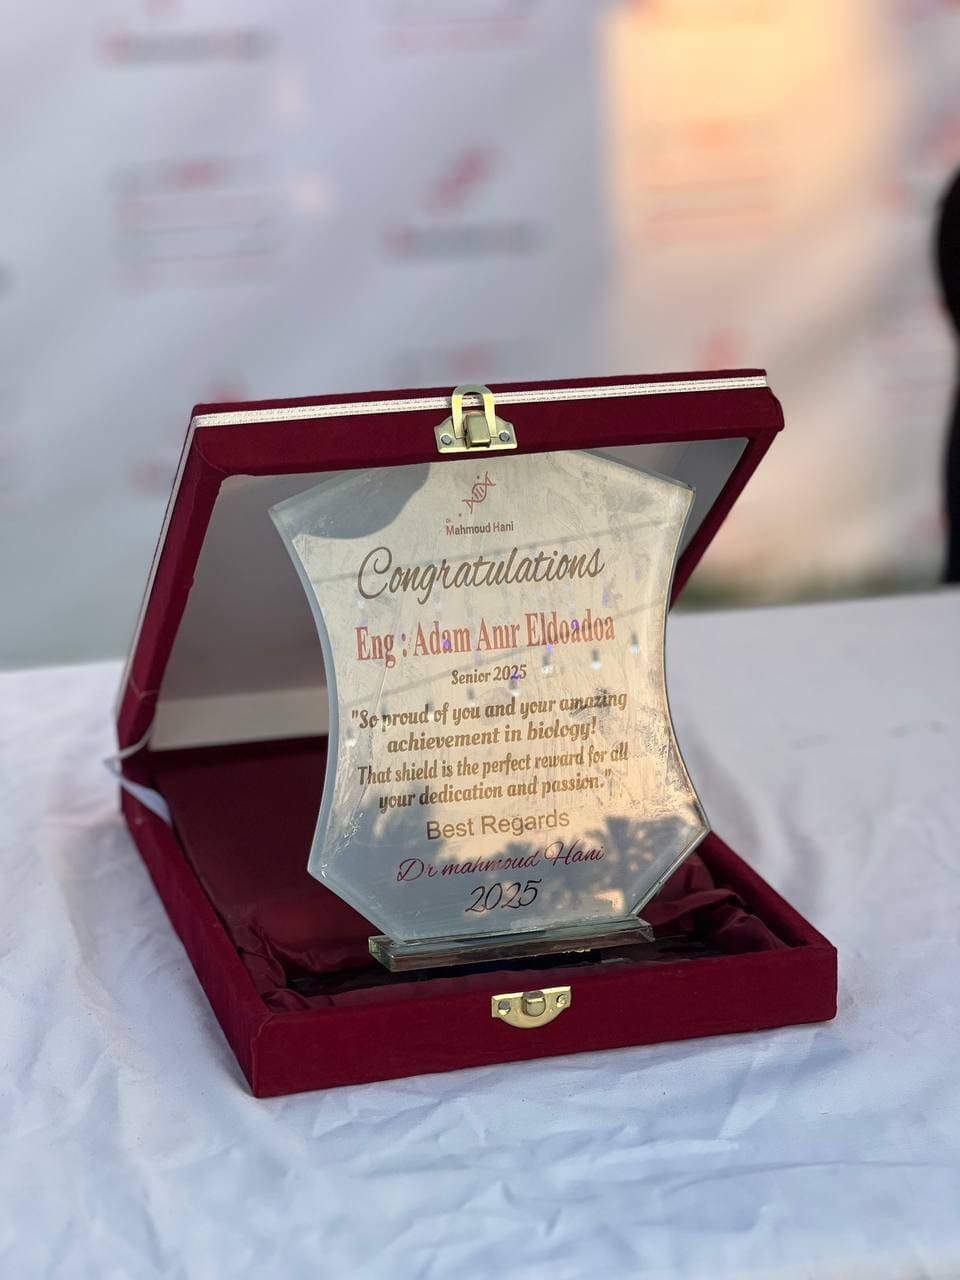 Dr
Mahmoud Hani
Congratulations
Eng : Adam Amr Eldoadoa
Senior 2025
"So proud of you and your amazing
achievement in biology!
That shield is the perfect reward for all
your dedication and passion."
Best Regards
Dr mahmoud Hani
2025